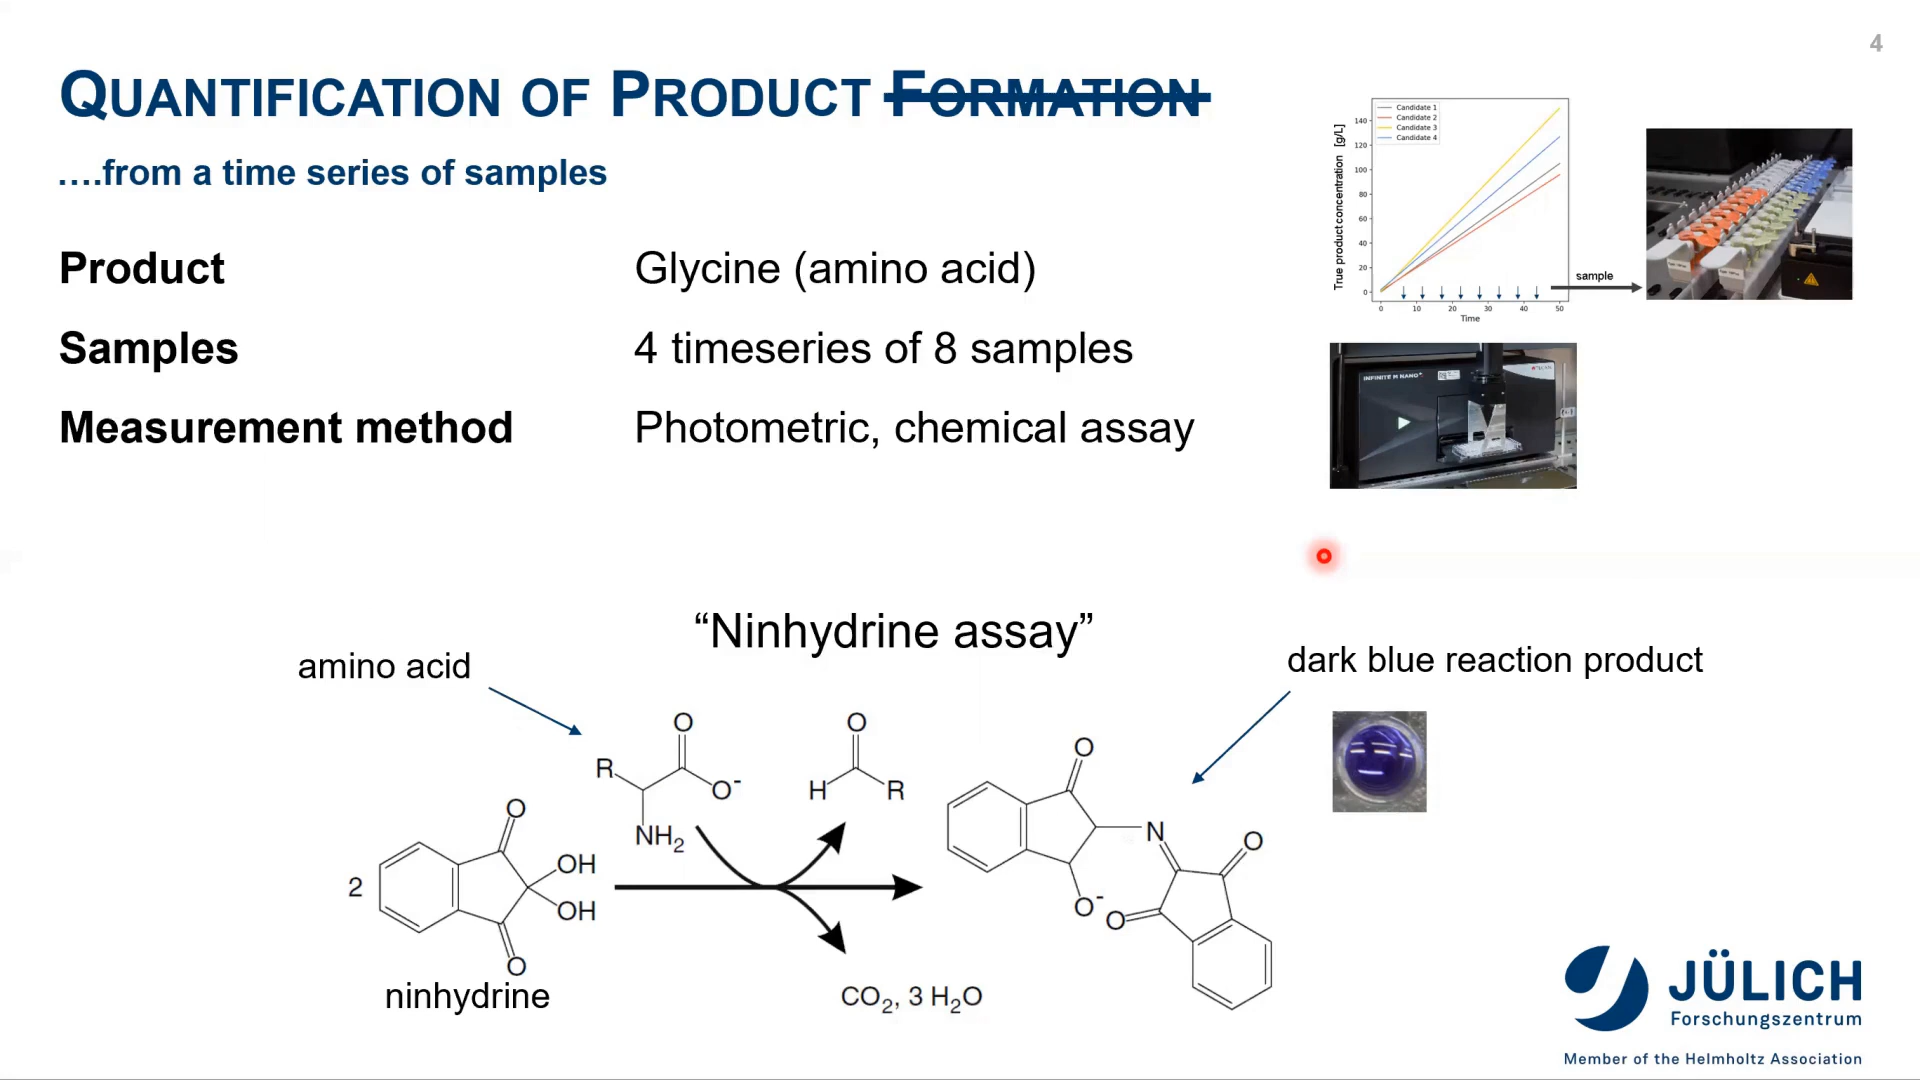 4
QUANTIFICATION OF PRODUCT FORMATION
....from a time series of samples
Product Glycine (amino acid)
Samples 4 timeseries of 8 samples
Measurement method Photometric, chemical assay
Candidate 1
Candidate 2
Candidate 3
Candidate 4
True product concentration [g/L]
140
120
100
80
60
40
20
0
0 10 20 30 40 50
Time
sample
INFINITE M NANO+
TECAN
“Ninhydrine assay”
amino acid
dark blue reaction product
O
R
O-
NH2
O
H R
2
O
OH
OH
O
ninhydrine
CO2, 3 H2O
O
N
O-
O
O
JÜLICH
Forschungszentrum
Member of the Helmholtz Association